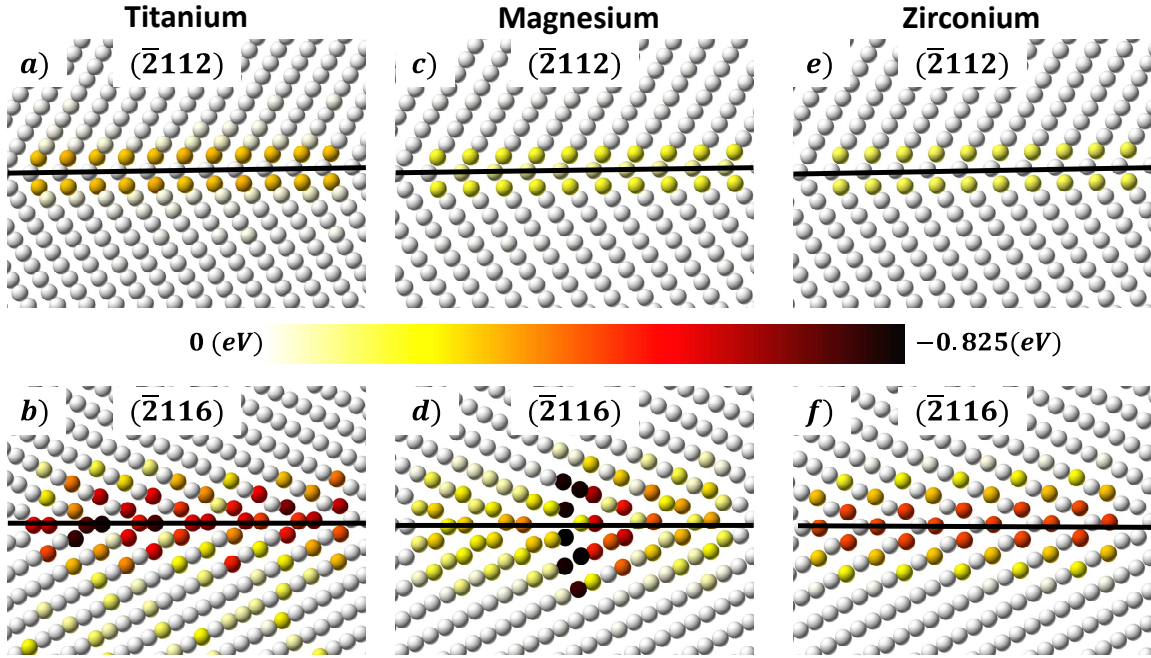 Titanium Magnesium Zirconium
a) (2̅112) c) (2̅112) e) (2̅112)
0 (eV) −0.825(eV)
b) (2̅116) d) (2̅116) f) (2̅116)